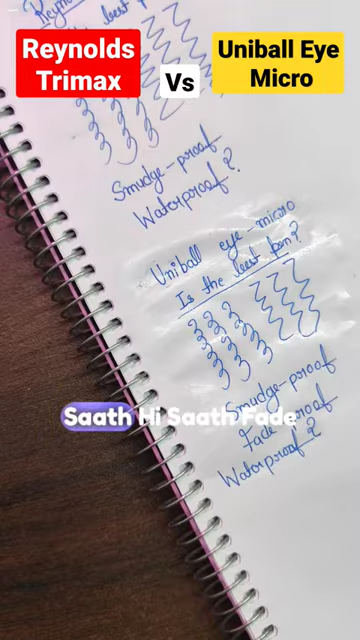 Reynolds
Trimax
Vs
Uniball Eye
Micro
best
Smudge-proof
Waterproof?
Uniball eye-micro
Is the best pen?
Smudge-proof
Fade proof
Waterproof?
Saath Hi Saath Fade